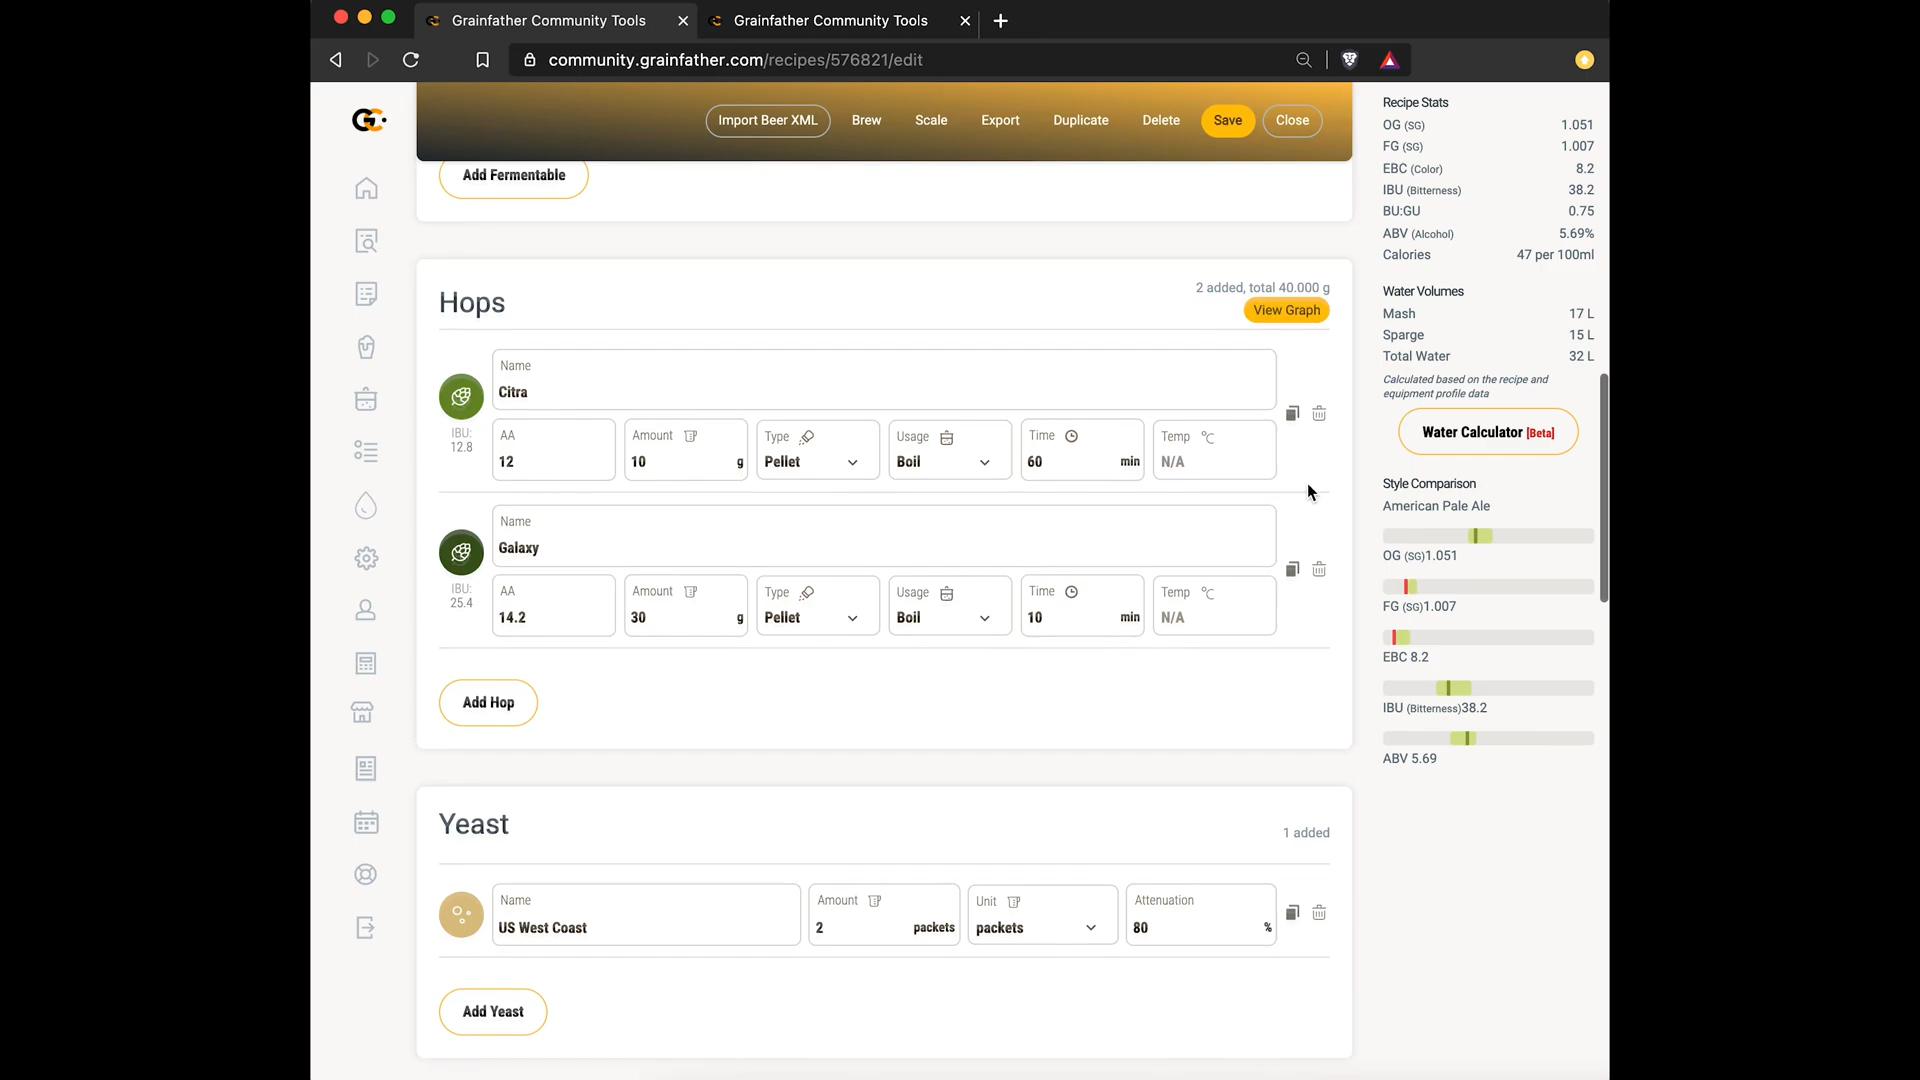 Grainfather Community Tools
Grainfather Community Tools
community.grainfather.com/recipes/576821/edit
Import Beer XML Brew Scale Export Duplicate Delete Save Close
Add Fermentable
Hops
2 added, total 40.000 g
View Graph
Name
Citra
IBU:
12.8
AA
12
Amount
10 g
Type
Pellet
Usage
Boil
Time
60 min
Temp °C
N/A
Name
Galaxy
IBU:
25.4
AA
14.2
Amount
30 g
Type
Pellet
Usage
Boil
Time
10 min
Temp °C
N/A
Add Hop
Yeast
1 added
Name
US West Coast
Amount
2 packets
Unit
packets
Attenuation
80 %
Add Yeast
Recipe Stats
OG (SG) 1.051
FG (SG) 1.007
EBC (Color) 8.2
IBU (Bitterness) 38.2
BU:GU 0.75
ABV (Alcohol) 5.69%
Calories 47 per 100ml
Water Volumes
Mash 17 L
Sparge 15 L
Total Water 32 L
Calculated based on the recipe and
equipment profile data
Water Calculator [Beta]
Style Comparison
American Pale Ale
OG (SG)1.051
FG (SG)1.007
EBC 8.2
IBU (Bitterness)38.2
ABV 5.69